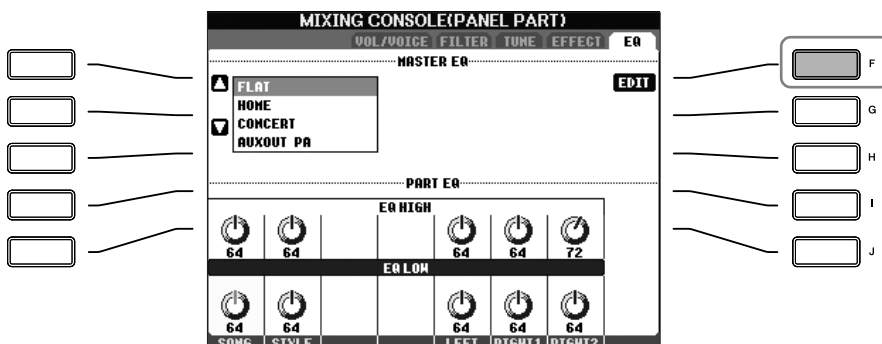 MIXING CONSOLE(PANEL PART)
VOL/VOICE FILTER TUNE EFFECT EQ
MASTER EQ
FLAT
HOME
CONCERT
AUXOUT PA
EDIT
F
G
H
I
J
PART EQ
EQ HIGH
64 64 64 64 72
EQ LOW
64 64 64 64 64
SONG STYLE LEFT RIGHT1 RIGHT2